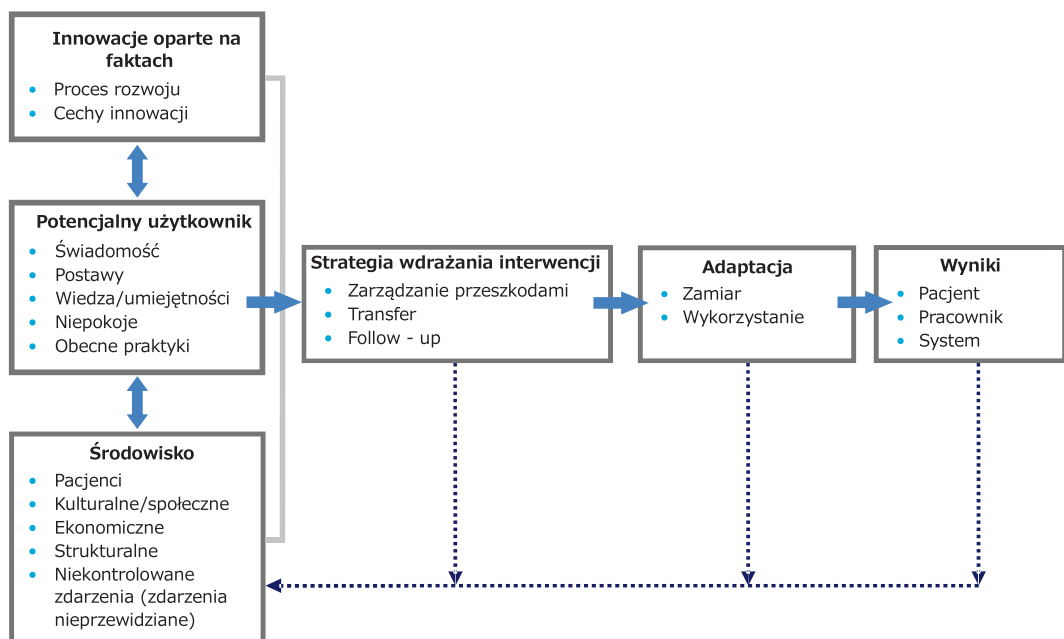 Innowacje oparte na
faktach
Proces rozwoju
Cechy innowacji
Potencjalny użytkownik
Świadomość
Postawy
Wiedza/umiejętności
Niepokoje
Obecne praktyki
Środowisko
Pacjenci
Kulturalne/społeczne
Ekonomiczne
Strukturalne
Niekontrolowane
zdarzenia (zdarzenia
nieprzewidziane)
Strategia wdrażania interwencji
Zarządzanie przeszkodami
Transfer
Follow - up
Adaptacja
Zamiar
Wykorzystanie
Wyniki
Pacjent
Pracownik
System